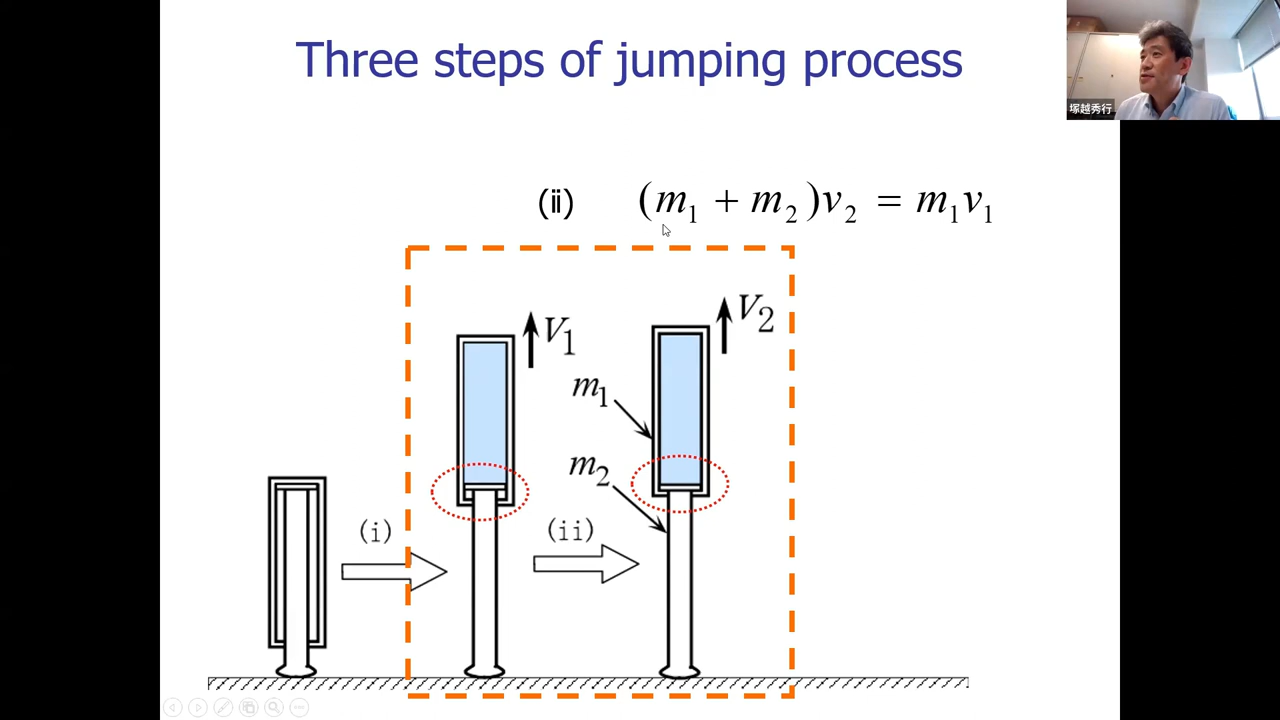 Three steps of jumping process
塚越秀行
(ii) (m₁ + m₂)v₂ = m₁v₁
V₁
V₂
m₁
m₂
(i)
(ii)